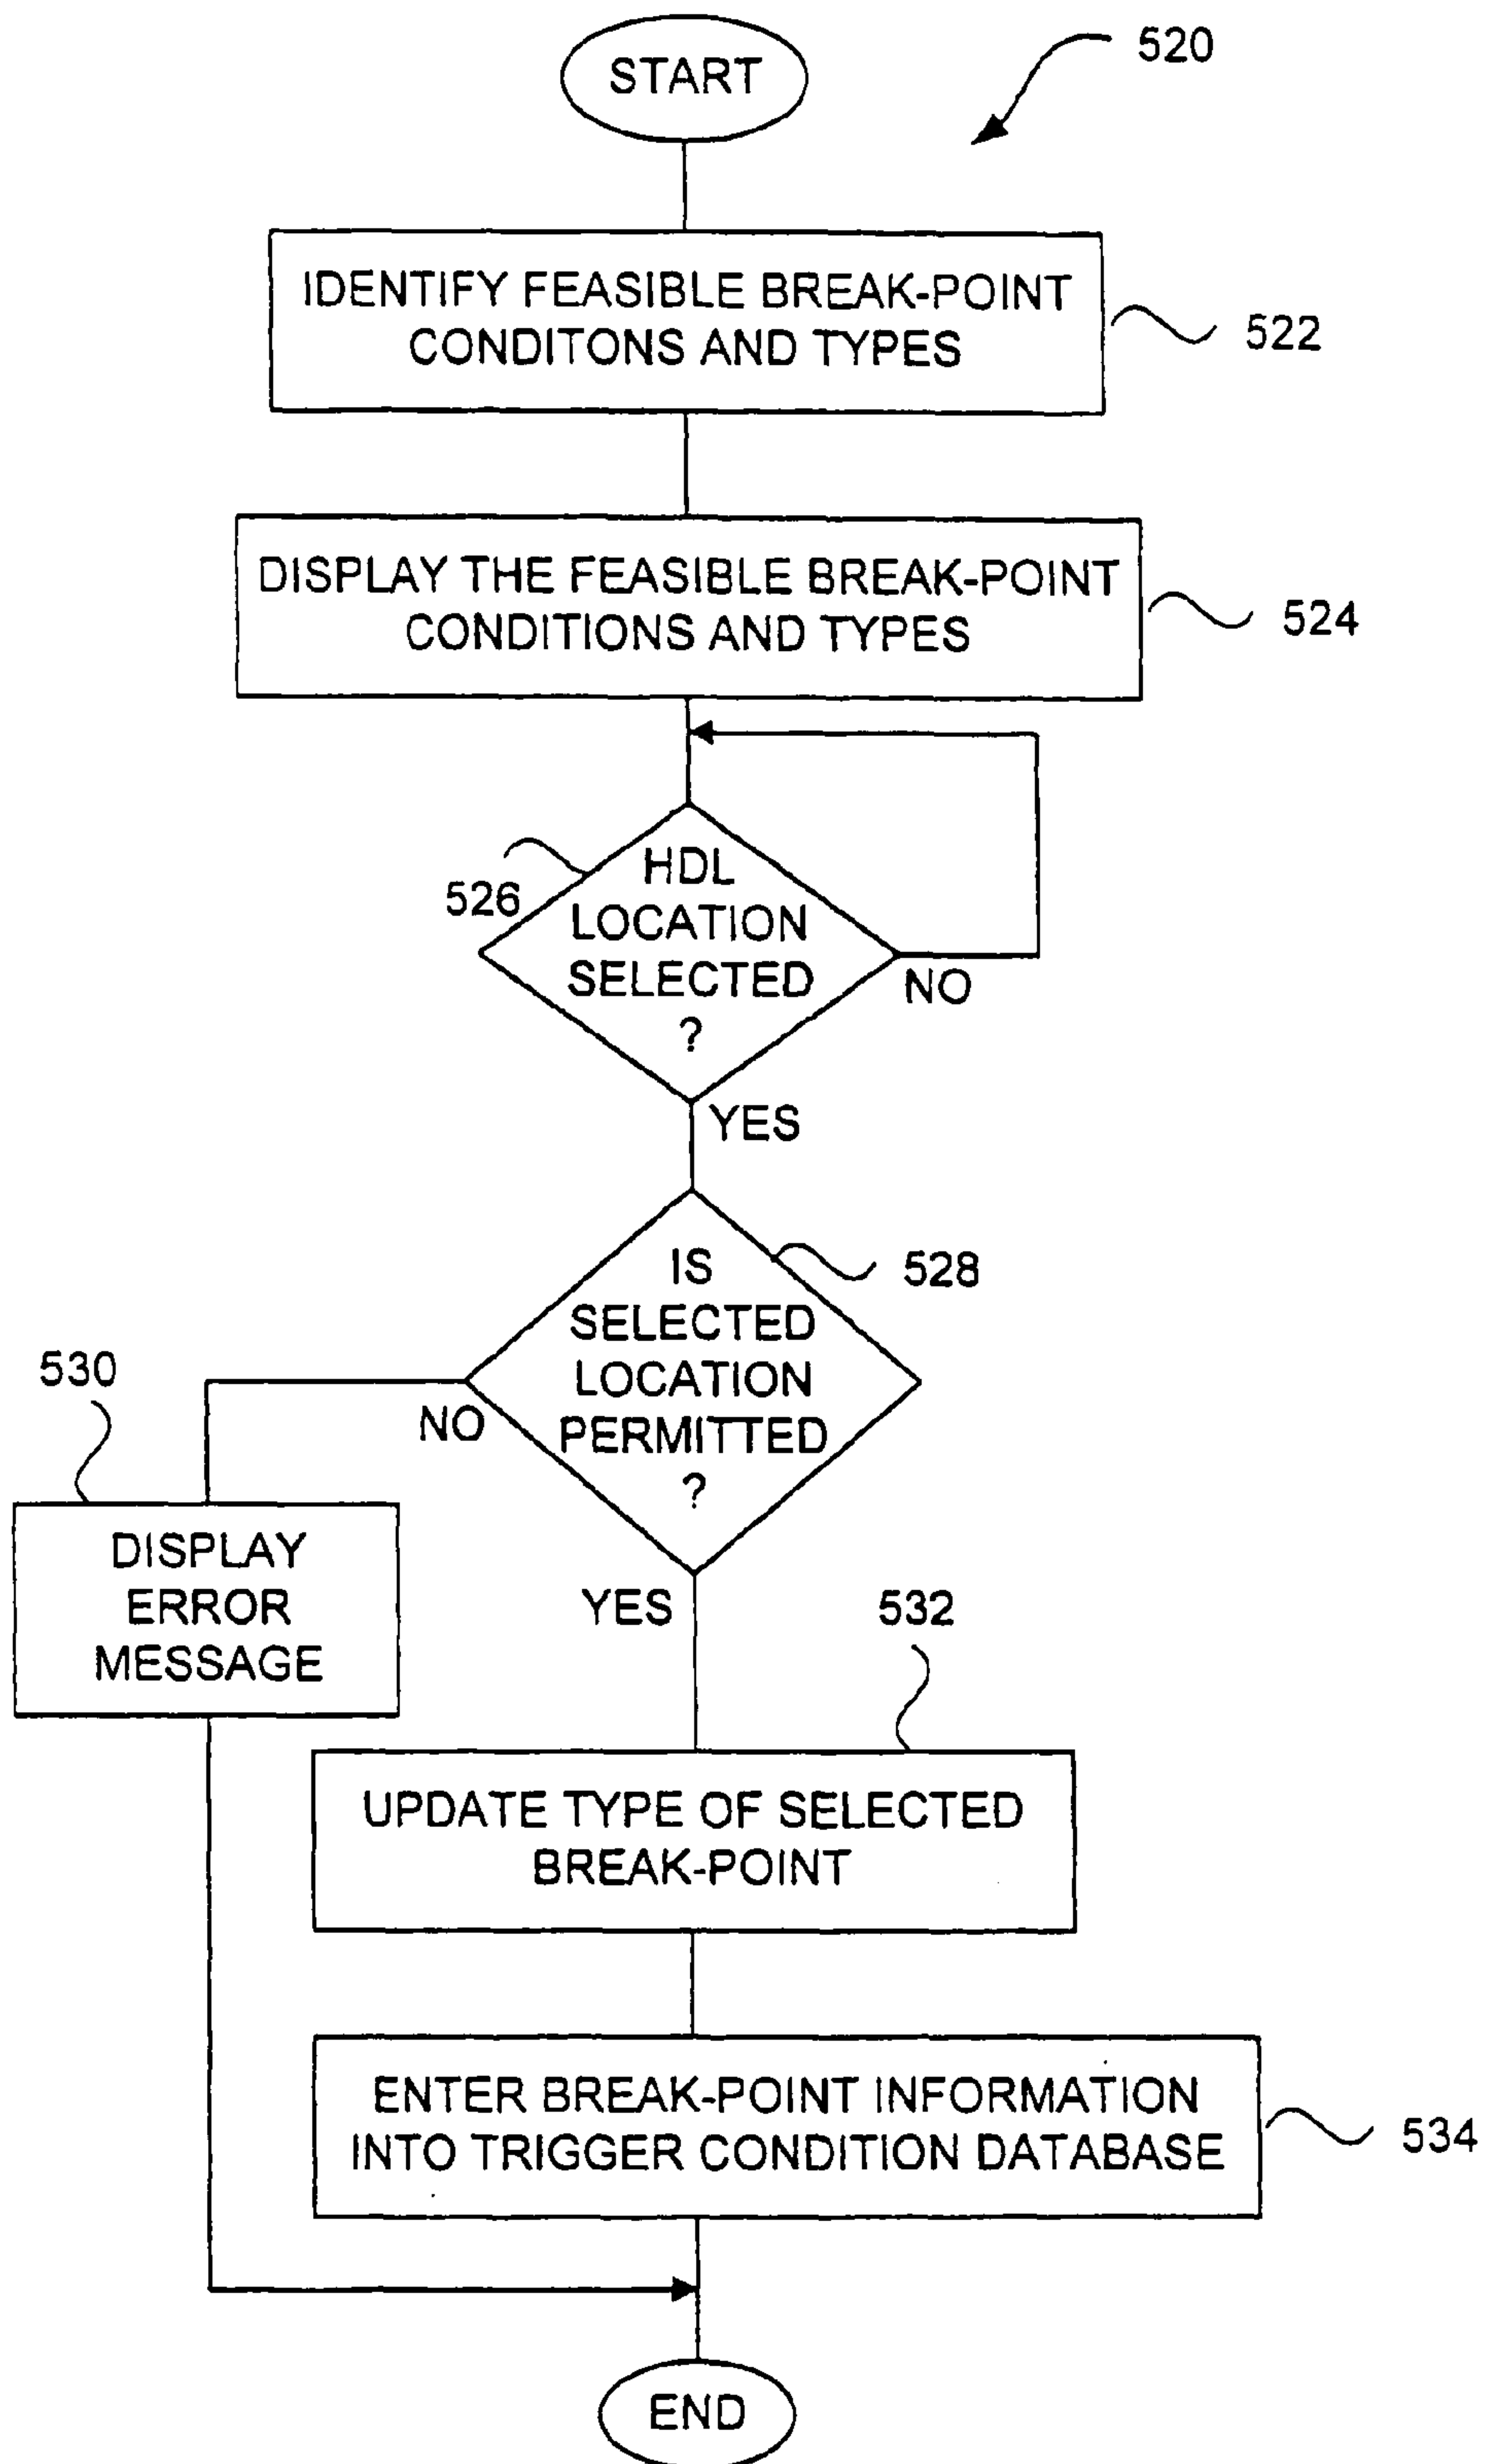 START
520
IDENTIFY FEASIBLE BREAK-POINT
CONDITONS AND TYPES
522
DISPLAY THE FEASIBLE BREAK-POINT
CONDITIONS AND TYPES
524
526
HDL
LOCATION
SELECTED
?
NO
YES
528
IS
SELECTED
LOCATION
PERMITTED
?
530
NO
DISPLAY
ERROR
MESSAGE
YES
532
UPDATE TYPE OF SELECTED
BREAK-POINT
ENTER BREAK-POINT INFORMATION
INTO TRIGGER CONDITION DATABASE
534
END